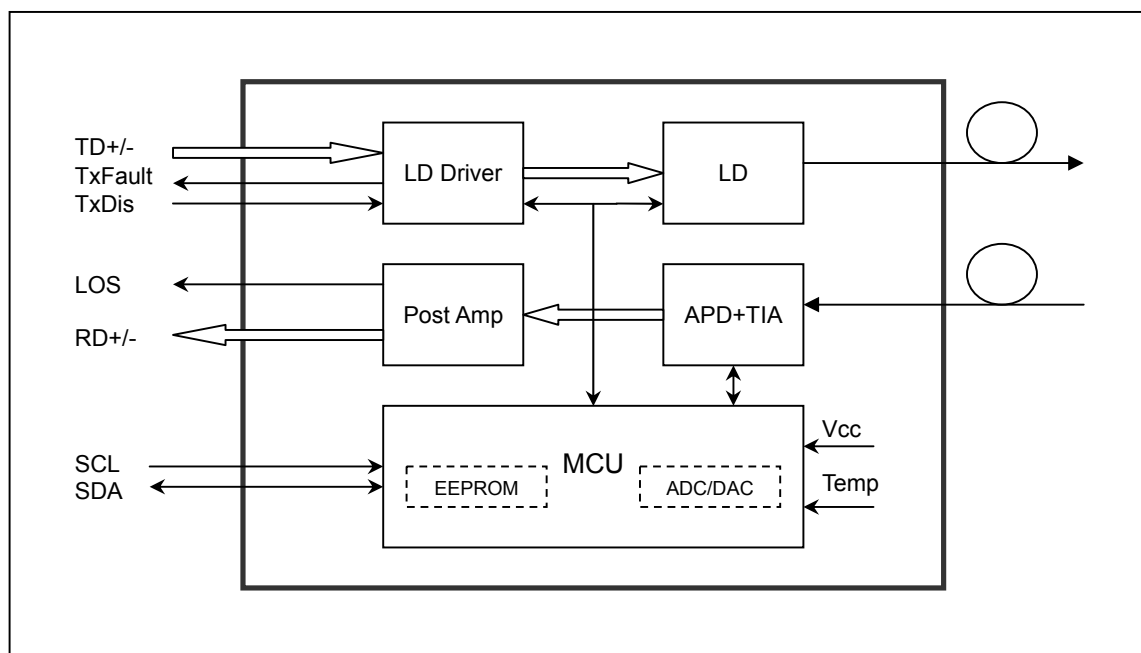 TD+/-
TxFault
TxDis
LD Driver
LD
LOS
RD+/-
Post Amp
APD+TIA
SCL
SDA
MCU
EEPROM
ADC/DAC
Vcc
Temp